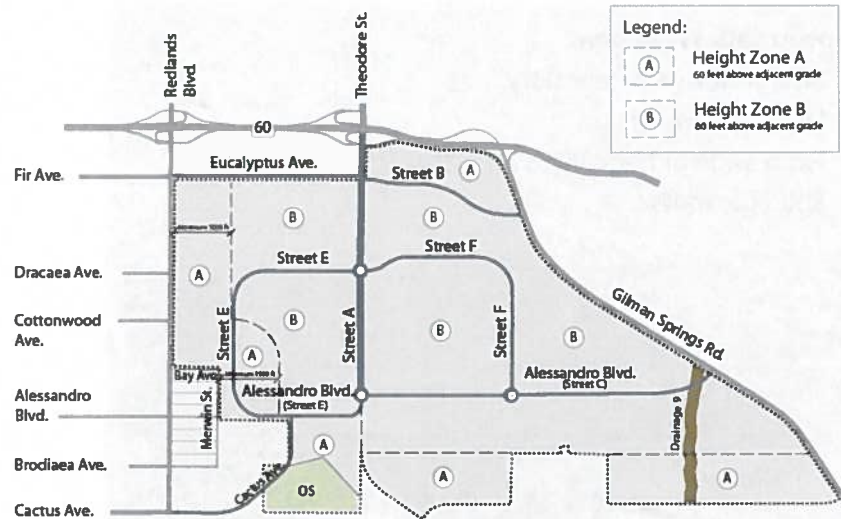 Legend:
A
Height Zone A
60 feet above adjacent grade
B
Height Zone B
80 feet above adjacent grade
Redlands
Blvd.
Theodore St.
60
Eucalyptus Ave.
Fir Ave.
Street B
A
B
B
Street E
Street F
Dracaea Ave.
A
Gilman Springs Rd.
Cottonwood
Ave.
Street E
B
Street A
B
Street F
B
A
Bay Ave.
Alessandro Blvd.
(Street E)
Alessandro Blvd.
(Street C)
Alessandro
Blvd.
Merwin St.
Drainage 9
A
Brodiaea Ave.
Cactus Ave.
OS
A
A
Cactus Ave.